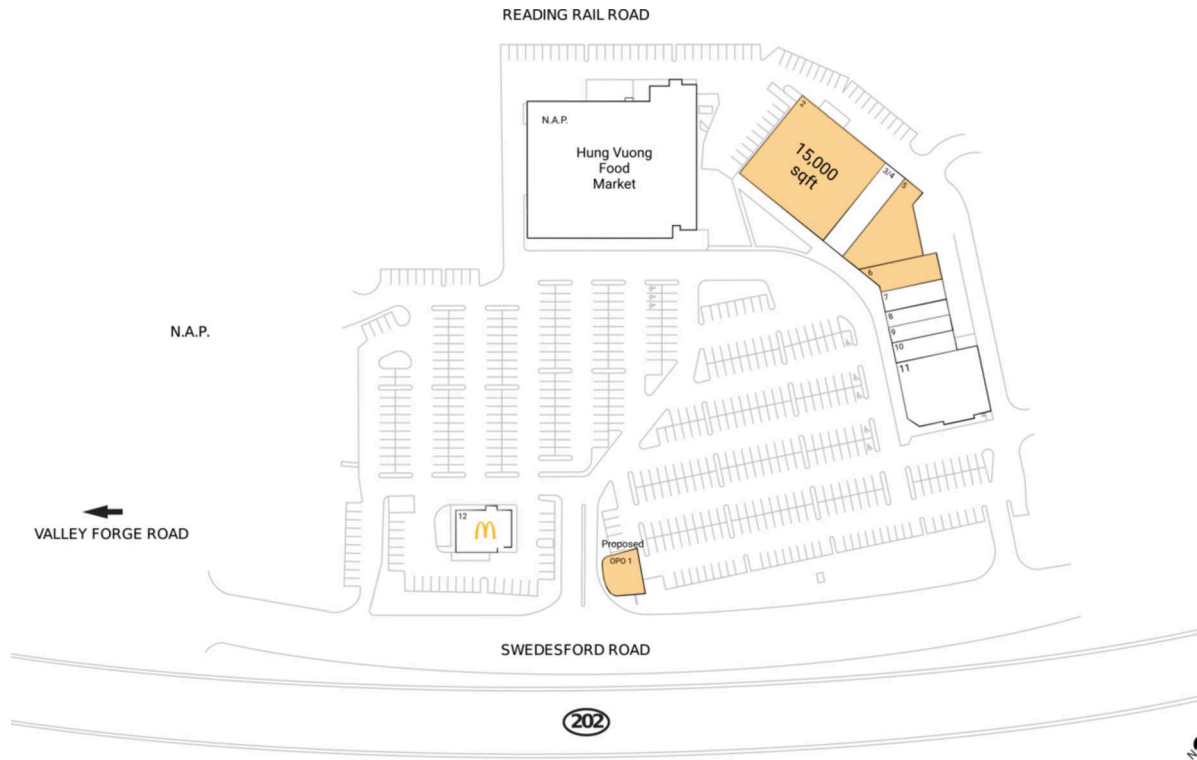 READING RAIL ROAD
N.A.P.
Hung Vuong
Food
Market
2
15,000
sqft
3/4
5
6
7
8
9
10
11
N.A.P.
VALLEY FORGE ROAD
12
Proposed
OPO 1
SWEDESFORD ROAD
202
N